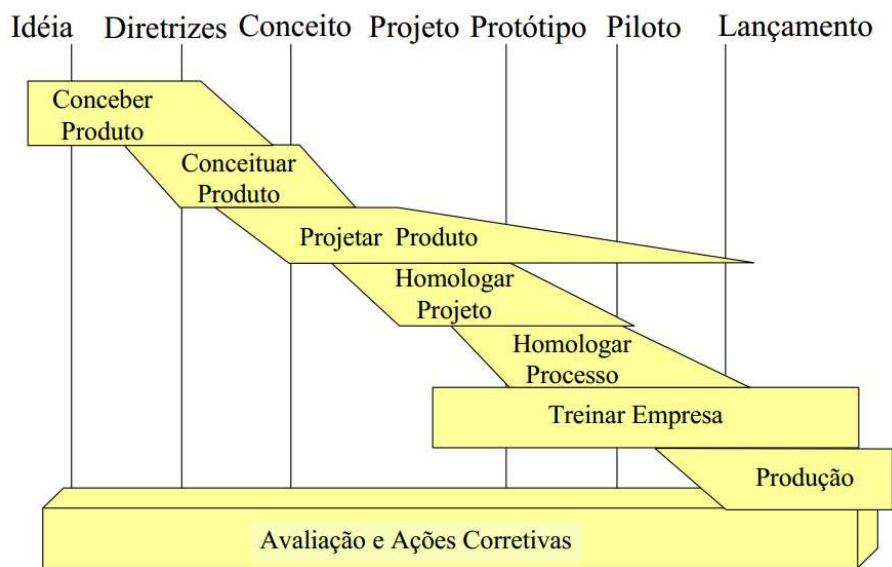 Idéia Diretrizes Conceito Projeto Protótipo Piloto Lançamento
Conceber
Produto
Conceituar
Produto
Projetar Produto
Homologar
Projeto
Homologar
Processo
Treinar Empresa
Produção
Avaliação e Ações Corretivas